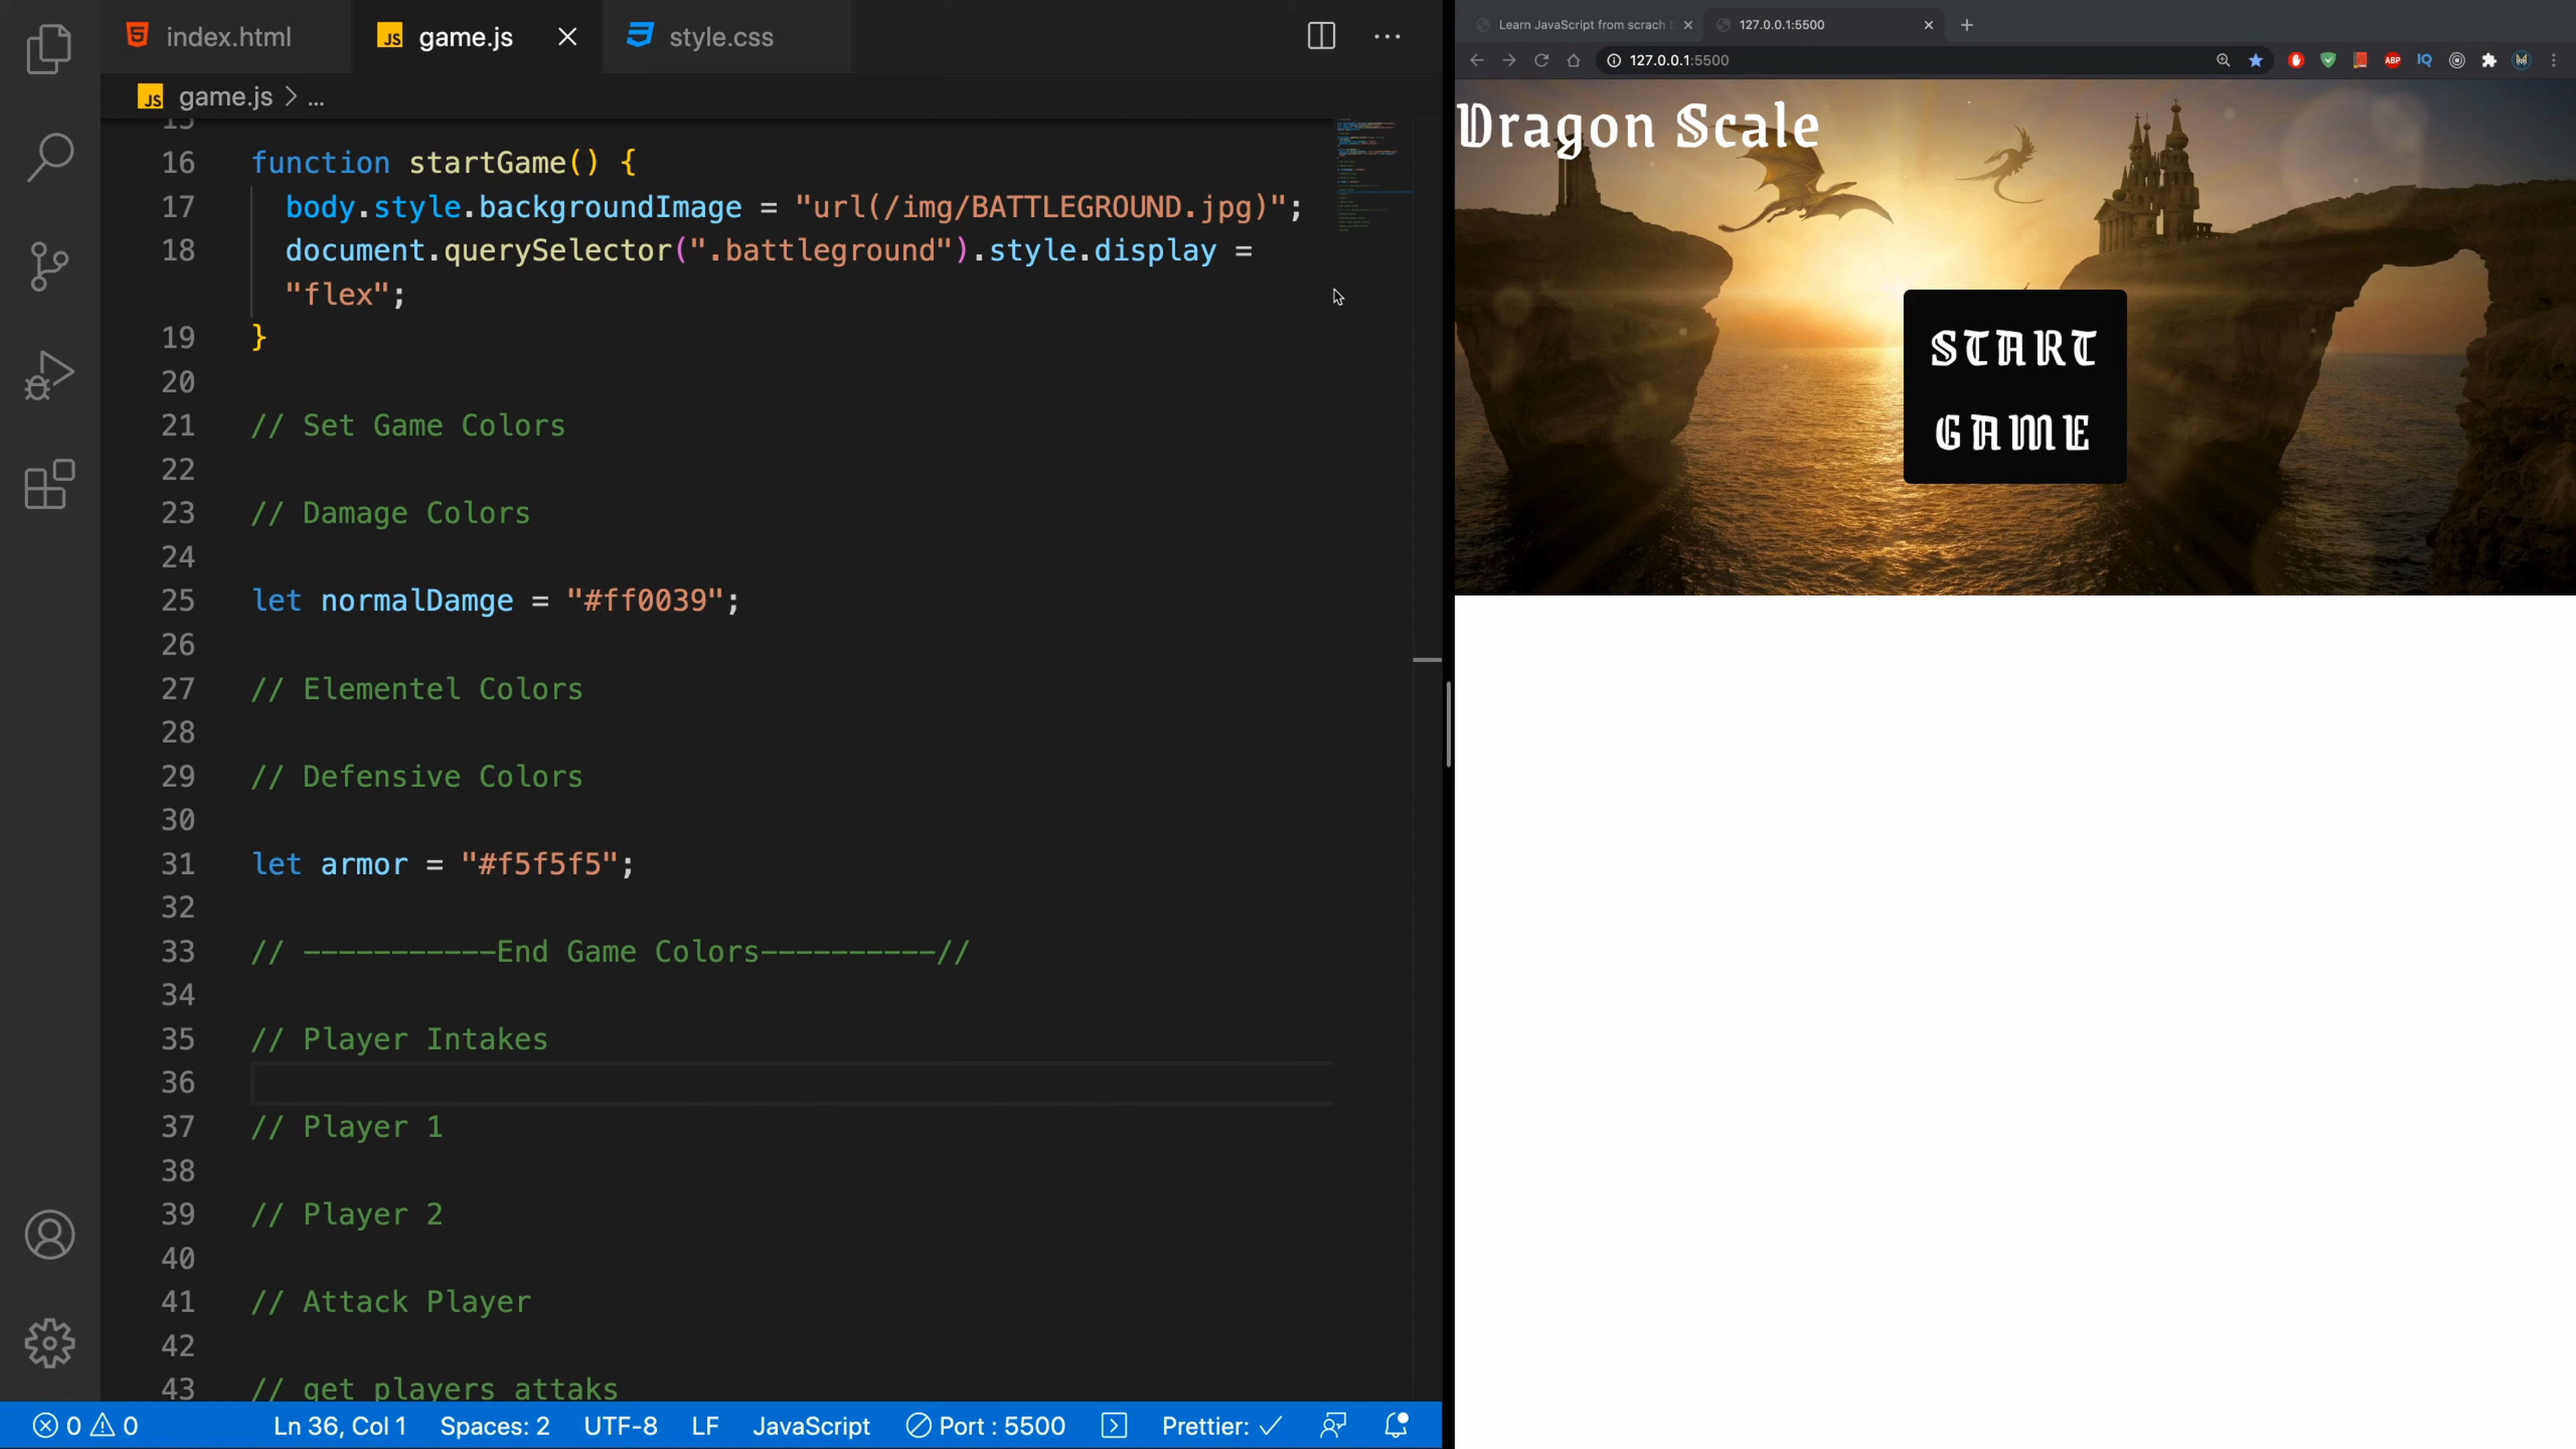 index.html
game.js
style.css
game.js > ...
15
16 function startGame() {
17 body.style.backgroundImage = "url(/img/BATTLEGROUND.jpg)";
18 document.querySelector(".battleground").style.display =
"flex";
19 }
20
21 // Set Game Colors
22
23 // Damage Colors
24
25 let normalDamge = "#ff0039";
26
27 // Elementel Colors
28
29 // Defensive Colors
30
31 let armor = "#f5f5f5";
32
33 // -----------End Game Colors----------//
34
35 // Player Intakes
36
37 // Player 1
38
39 // Player 2
40
41 // Attack Player
42
43 // get players attaks
0 0 Ln 36, Col 1 Spaces: 2 UTF-8 LF JavaScript Port : 5500 Prettier: ✓
Learn JavaScript from scrach
127.0.0.1:5500
127.0.0.1:5500
ABP
IQ
Dragon Scale
START
GAME